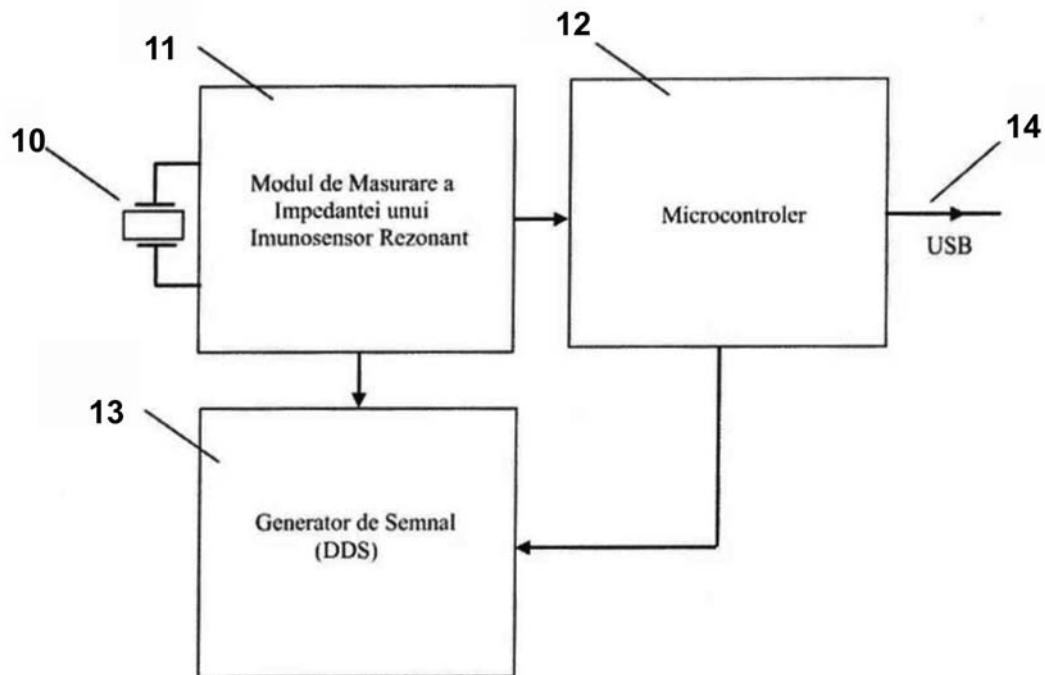 11
12
10
14
Modul de Masurare a
Impedantei unui
Imunosensor Rezonant
Microcontroler
USB
13
Generator de Semnal
(DDS)